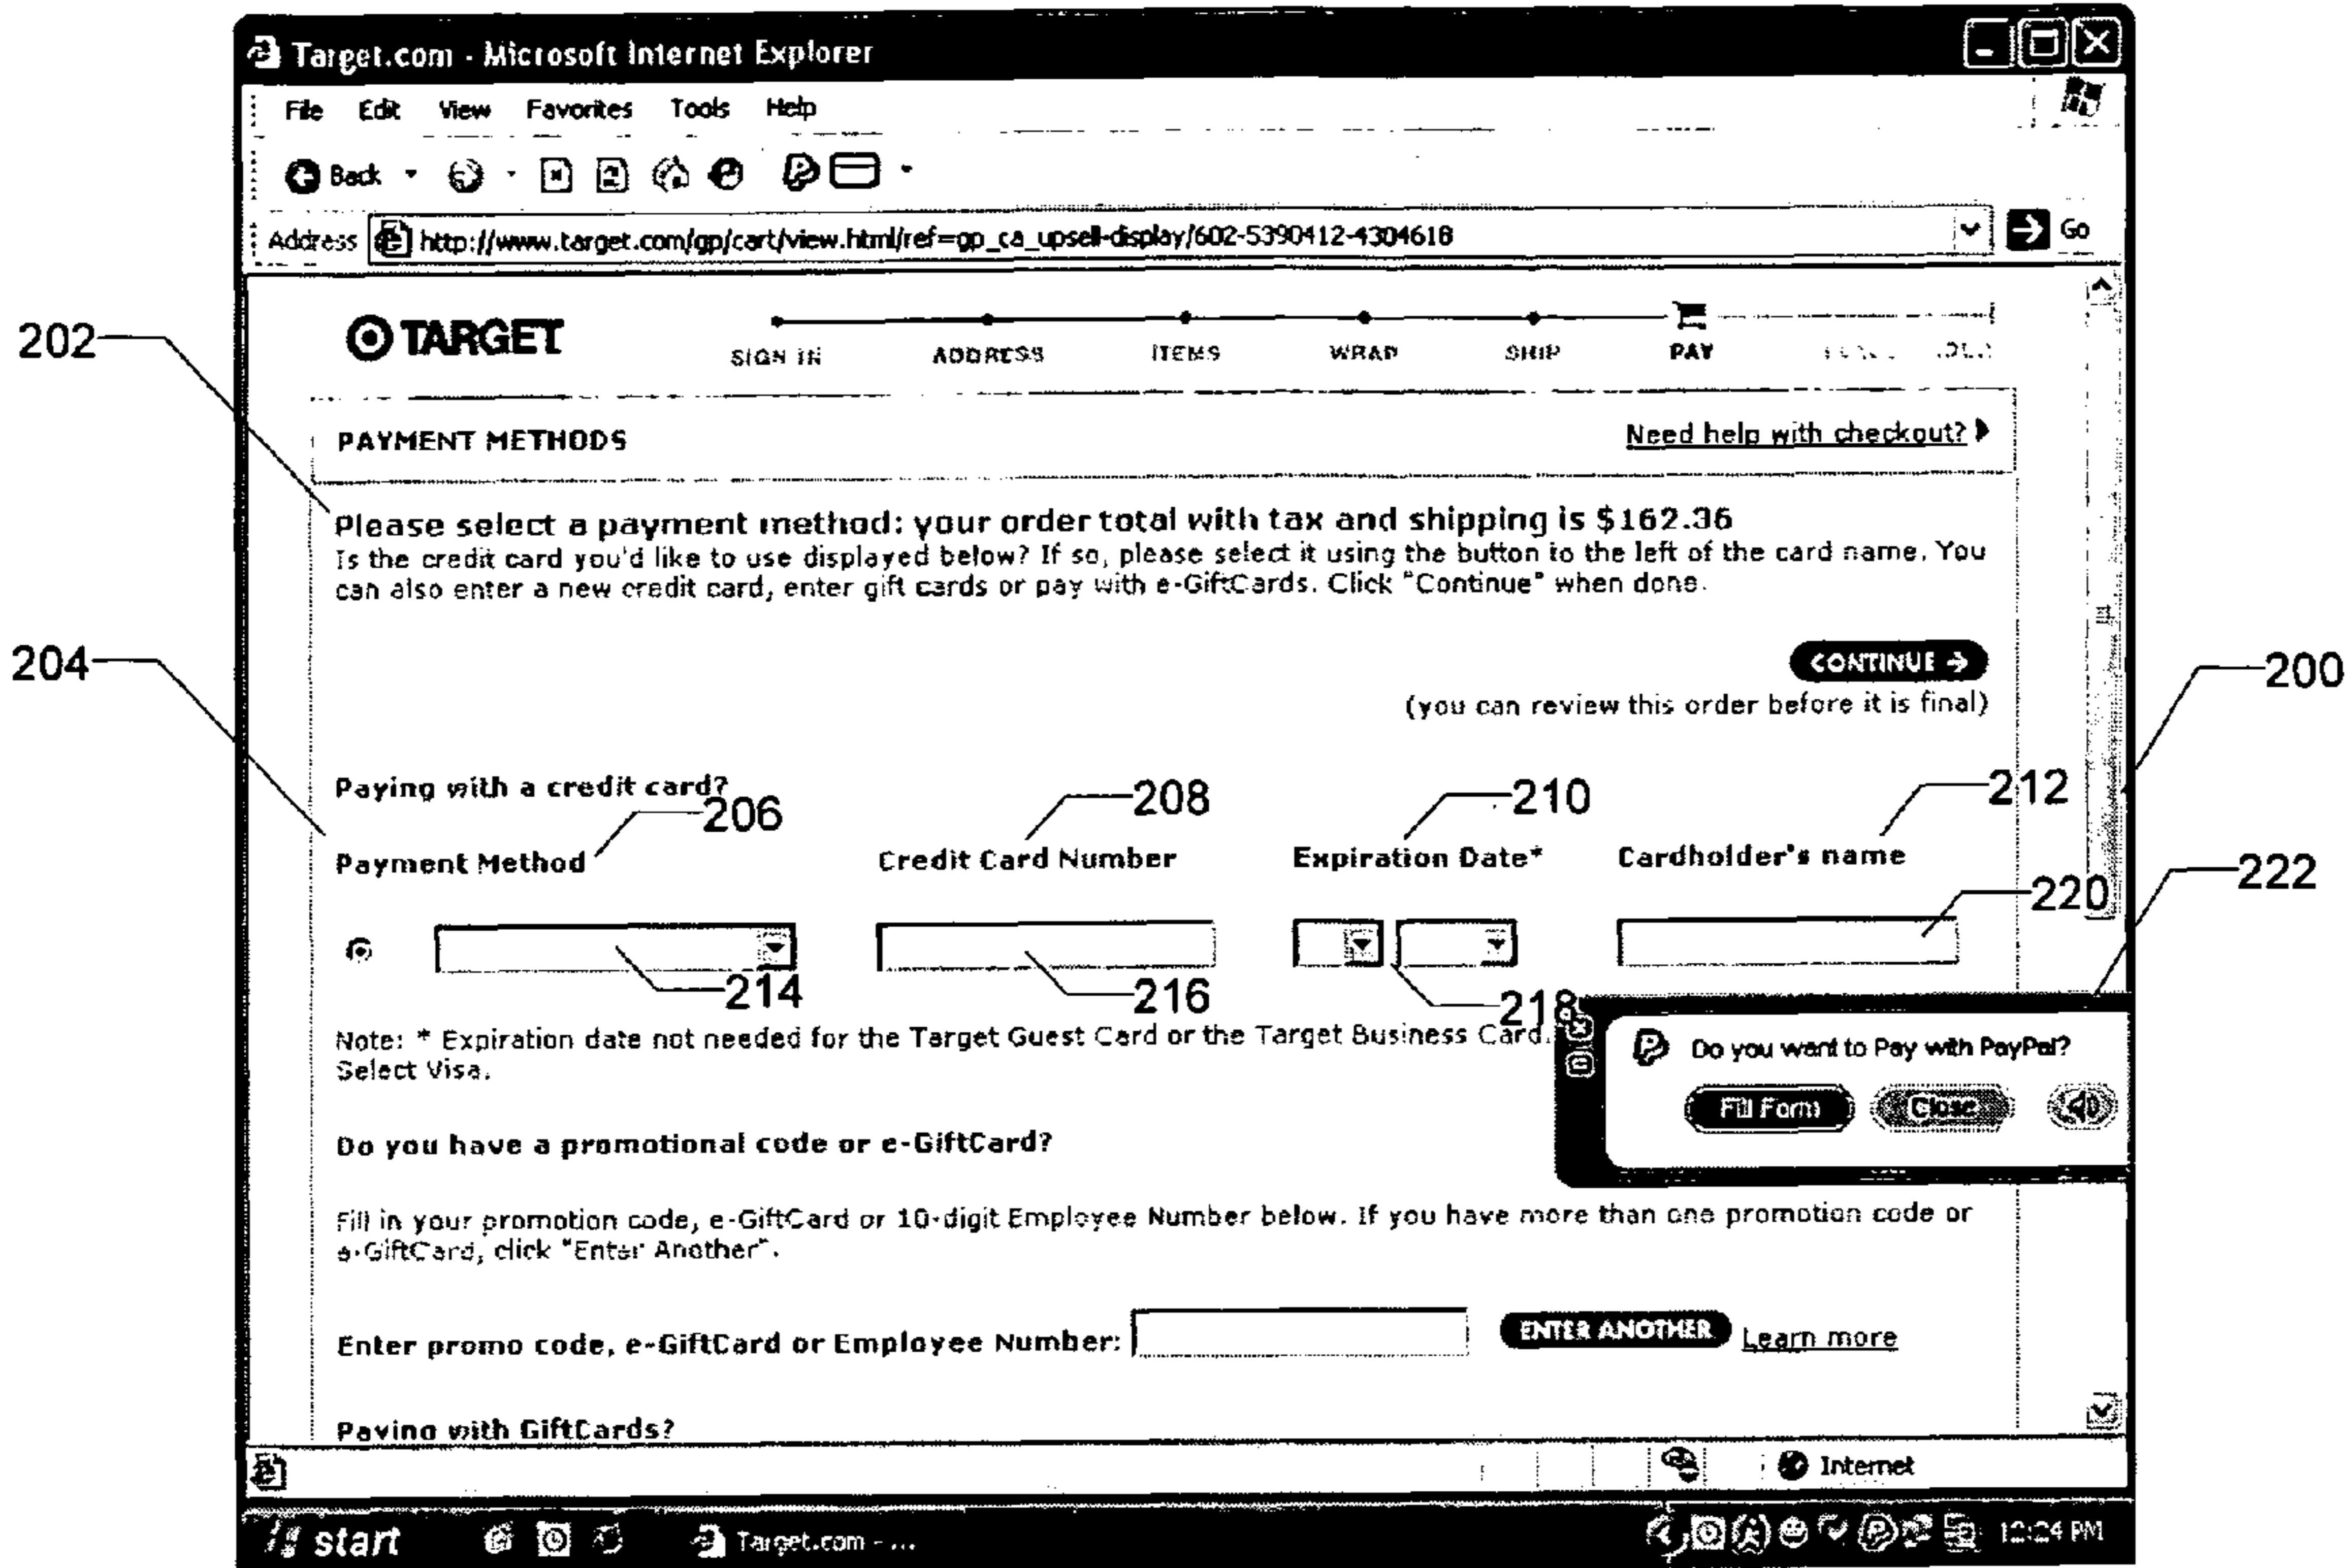 Target.com - Microsoft Internet Explorer
File Edit View Favorites Tools Help
Back
Address http://www.target.com/gp/cart/view.html/ref=gp_ca_upsell-display/602-5390412-4304618 Go
TARGET
SIGN IN ADDRESS ITEMS WRAP SHIP PAY
202
PAYMENT METHODS Need help with checkout?
Please select a payment method: your order total with tax and shipping is $162.36
Is the credit card you'd like to use displayed below? If so, please select it using the button to the left of the card name. You
can also enter a new credit card, enter gift cards or pay with e-GiftCards. Click "Continue" when done.
204
CONTINUE
200
(you can review this order before it is final)
Paying with a credit card?
206 208 210 212
Payment Method Credit Card Number Expiration Date* Cardholder's name
220 222
214 216 218
Note: * Expiration date not needed for the Target Guest Card or the Target Business Card.
Select Visa.
Do you want to Pay with PayPal?
Fill Form Close
Do you have a promotional code or e-GiftCard?
Fill in your promotion code, e-GiftCard or 10-digit Employee Number below. If you have more than one promotion code or
e-GiftCard, click "Enter Another".
Enter promo code, e-GiftCard or Employee Number: ENTER ANOTHER Learn more
Paying with GiftCards?
Internet
start Target.com - ... 12:24 PM